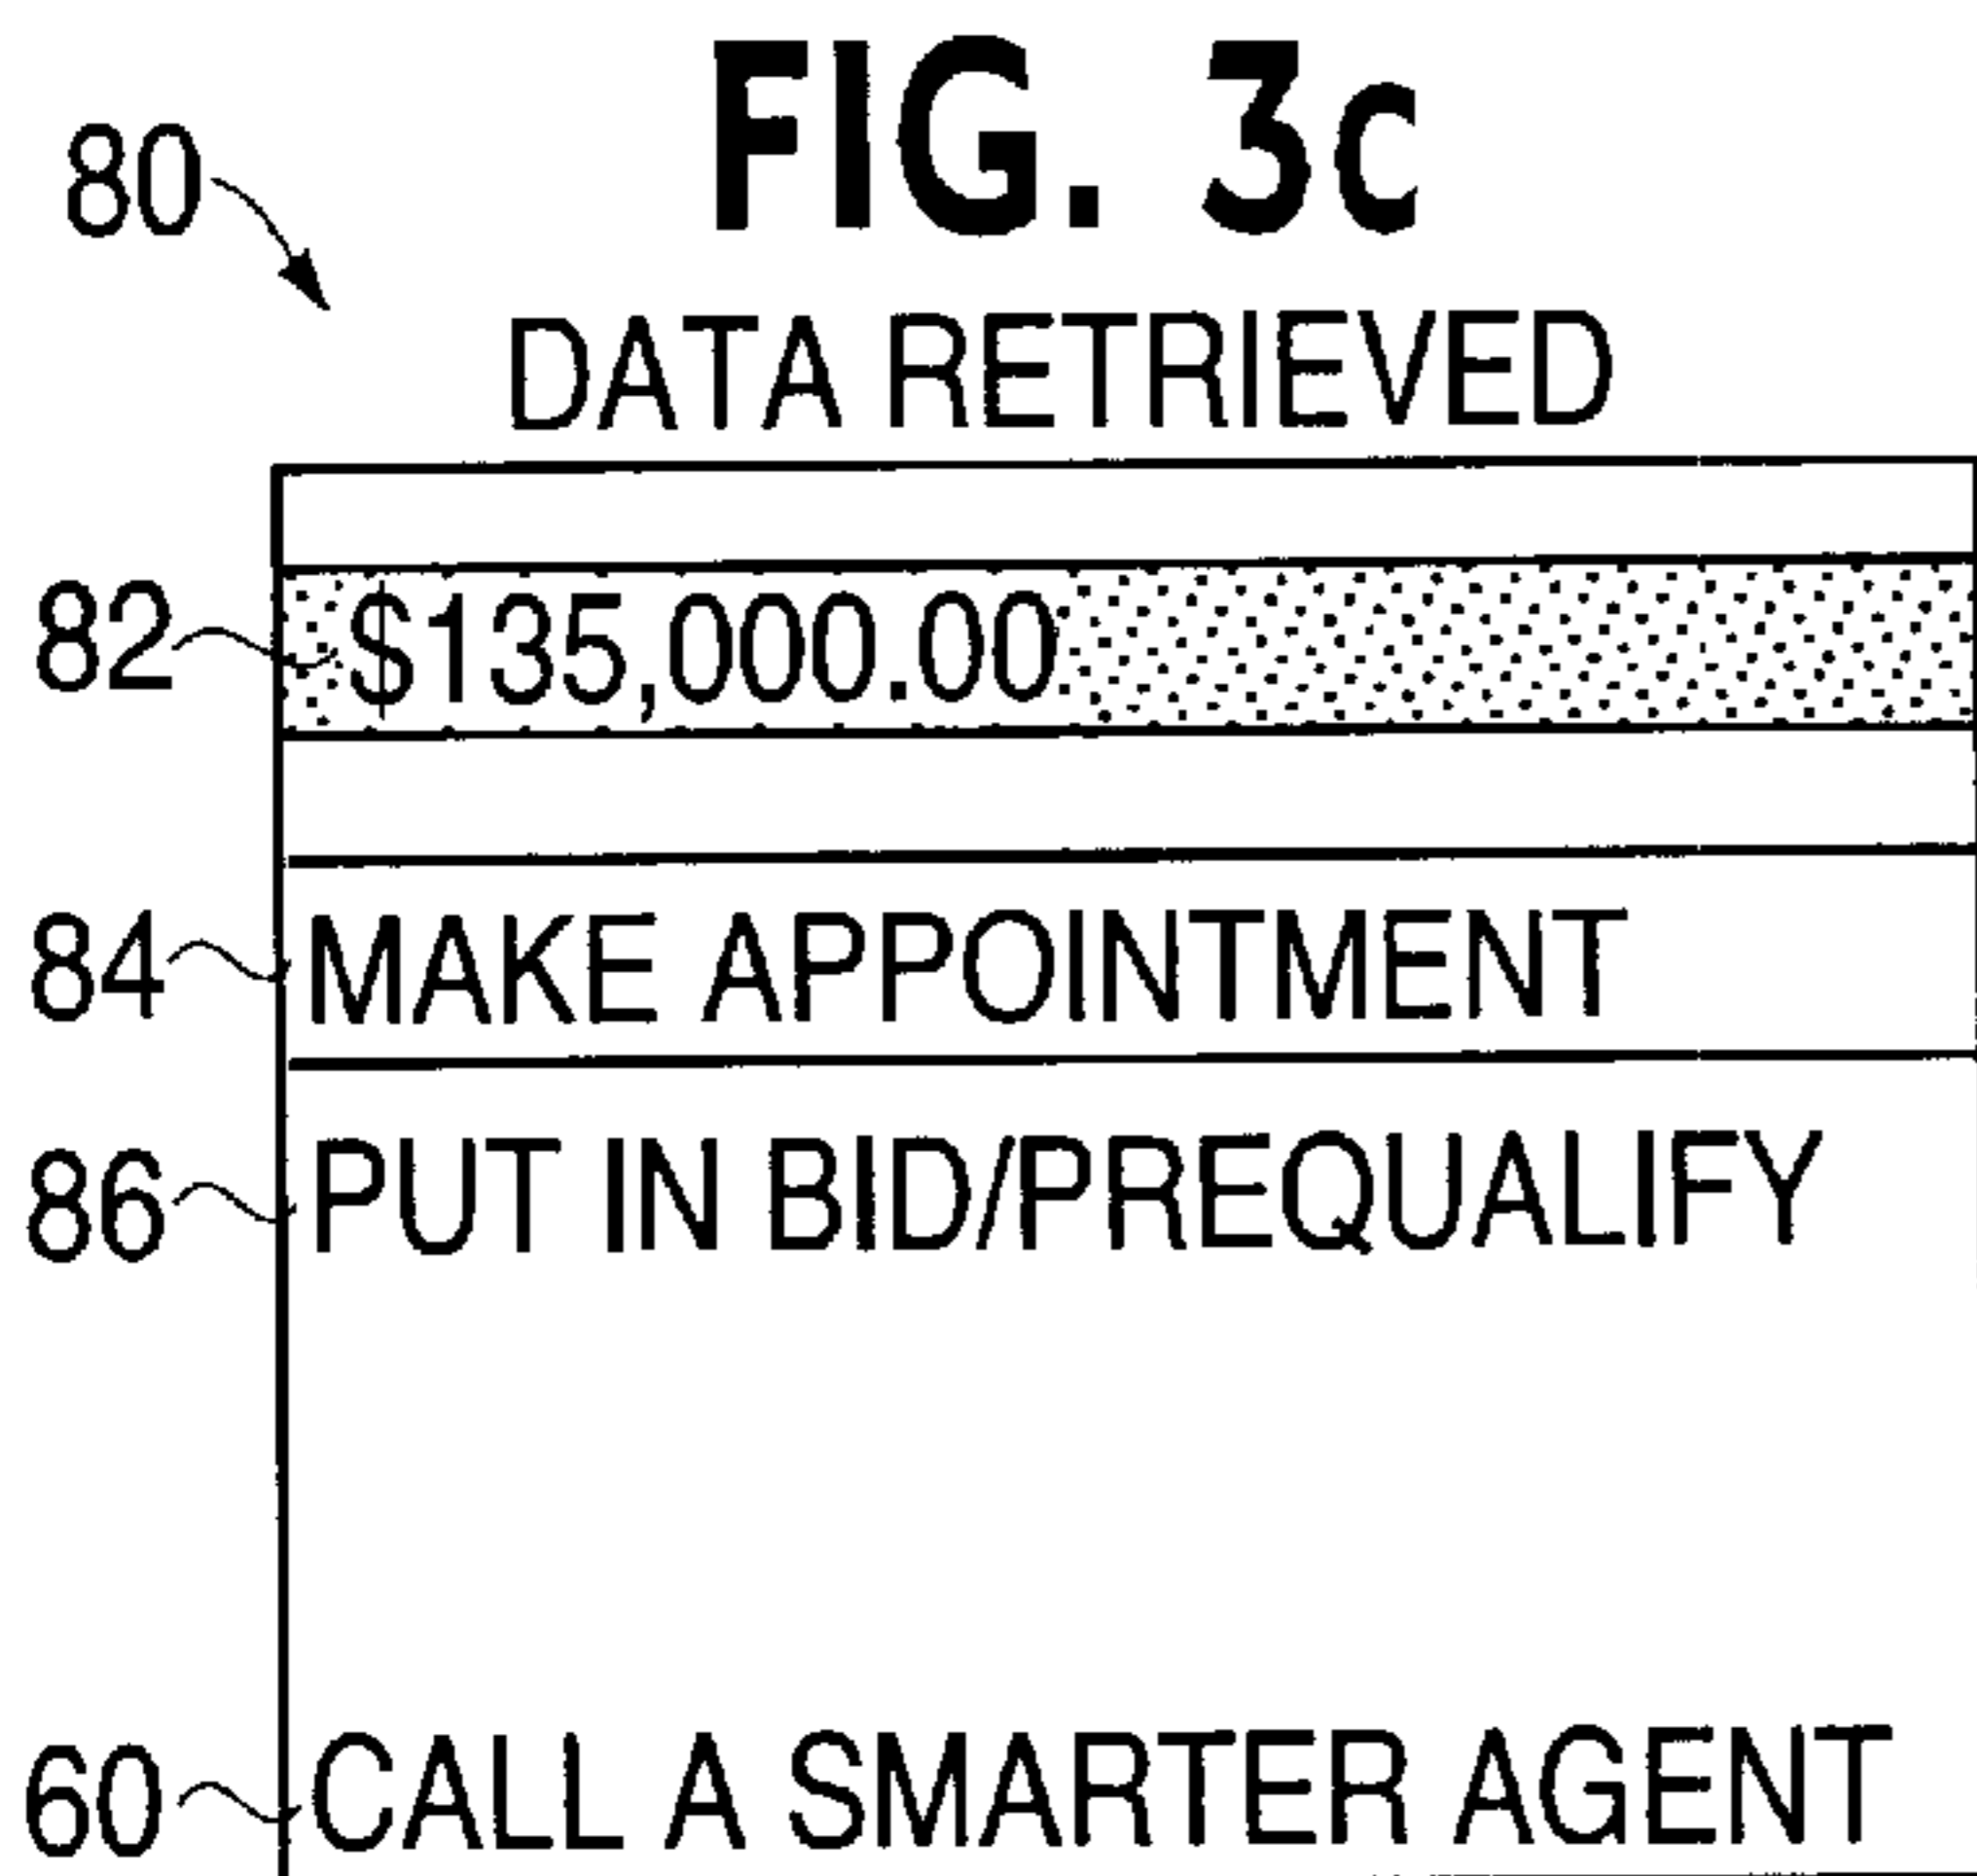 FIG. 3c
80
DATA RETRIEVED
82 $135,000.00
84 MAKE APPOINTMENT
86 PUT IN BID/PREQUALIFY
60 CALL A SMARTER AGENT